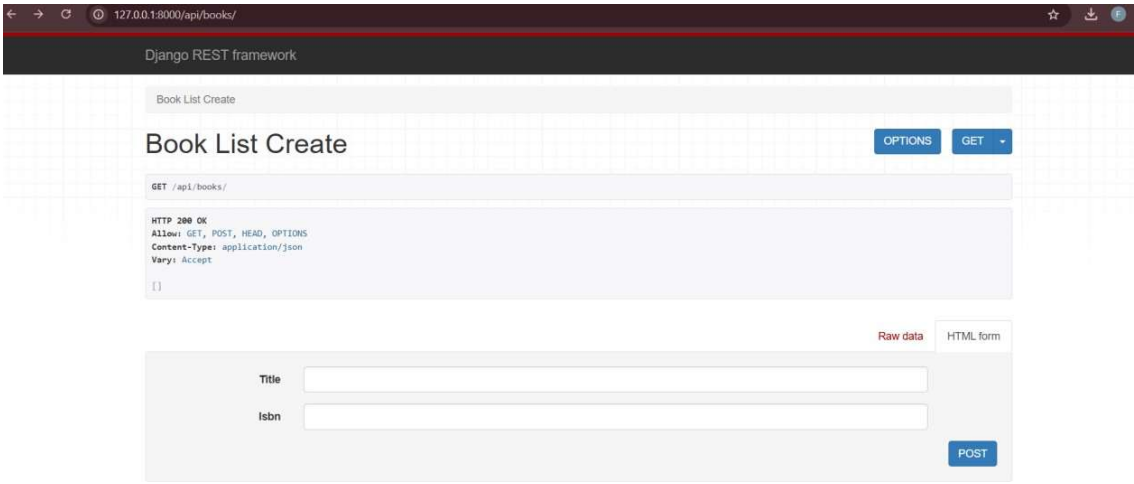 127.0.0.1:8000/api/books/
F
Django REST framework
Book List Create
Book List Create
OPTIONS GET
GET /api/books/
HTTP 200 OK
Allow: GET, POST, HEAD, OPTIONS
Content-Type: application/json
Vary: Accept
[]
Raw data HTML form
Title
Isbn
POST